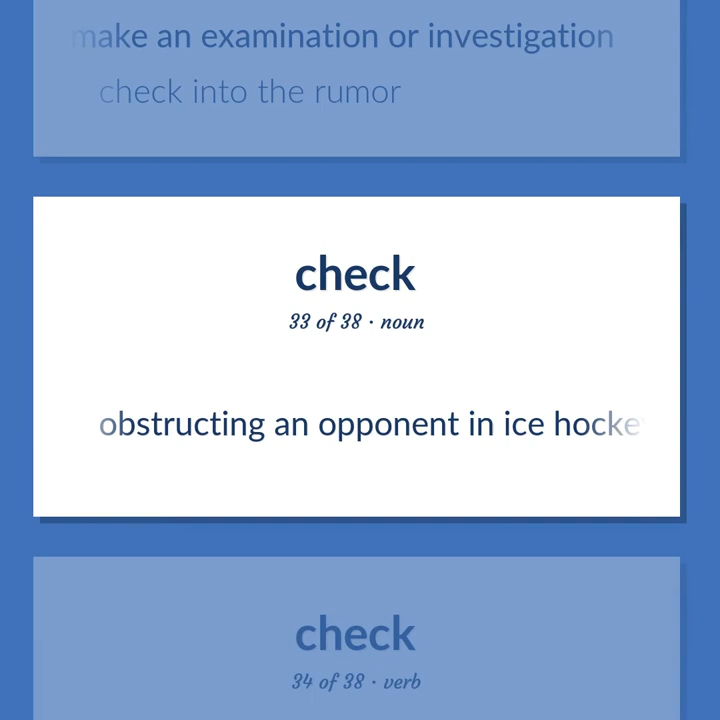 make an examination or investigation
check into the rumor
check
33 of 38 · noun
obstructing an opponent in ice hockey
check
34 of 38 · verb